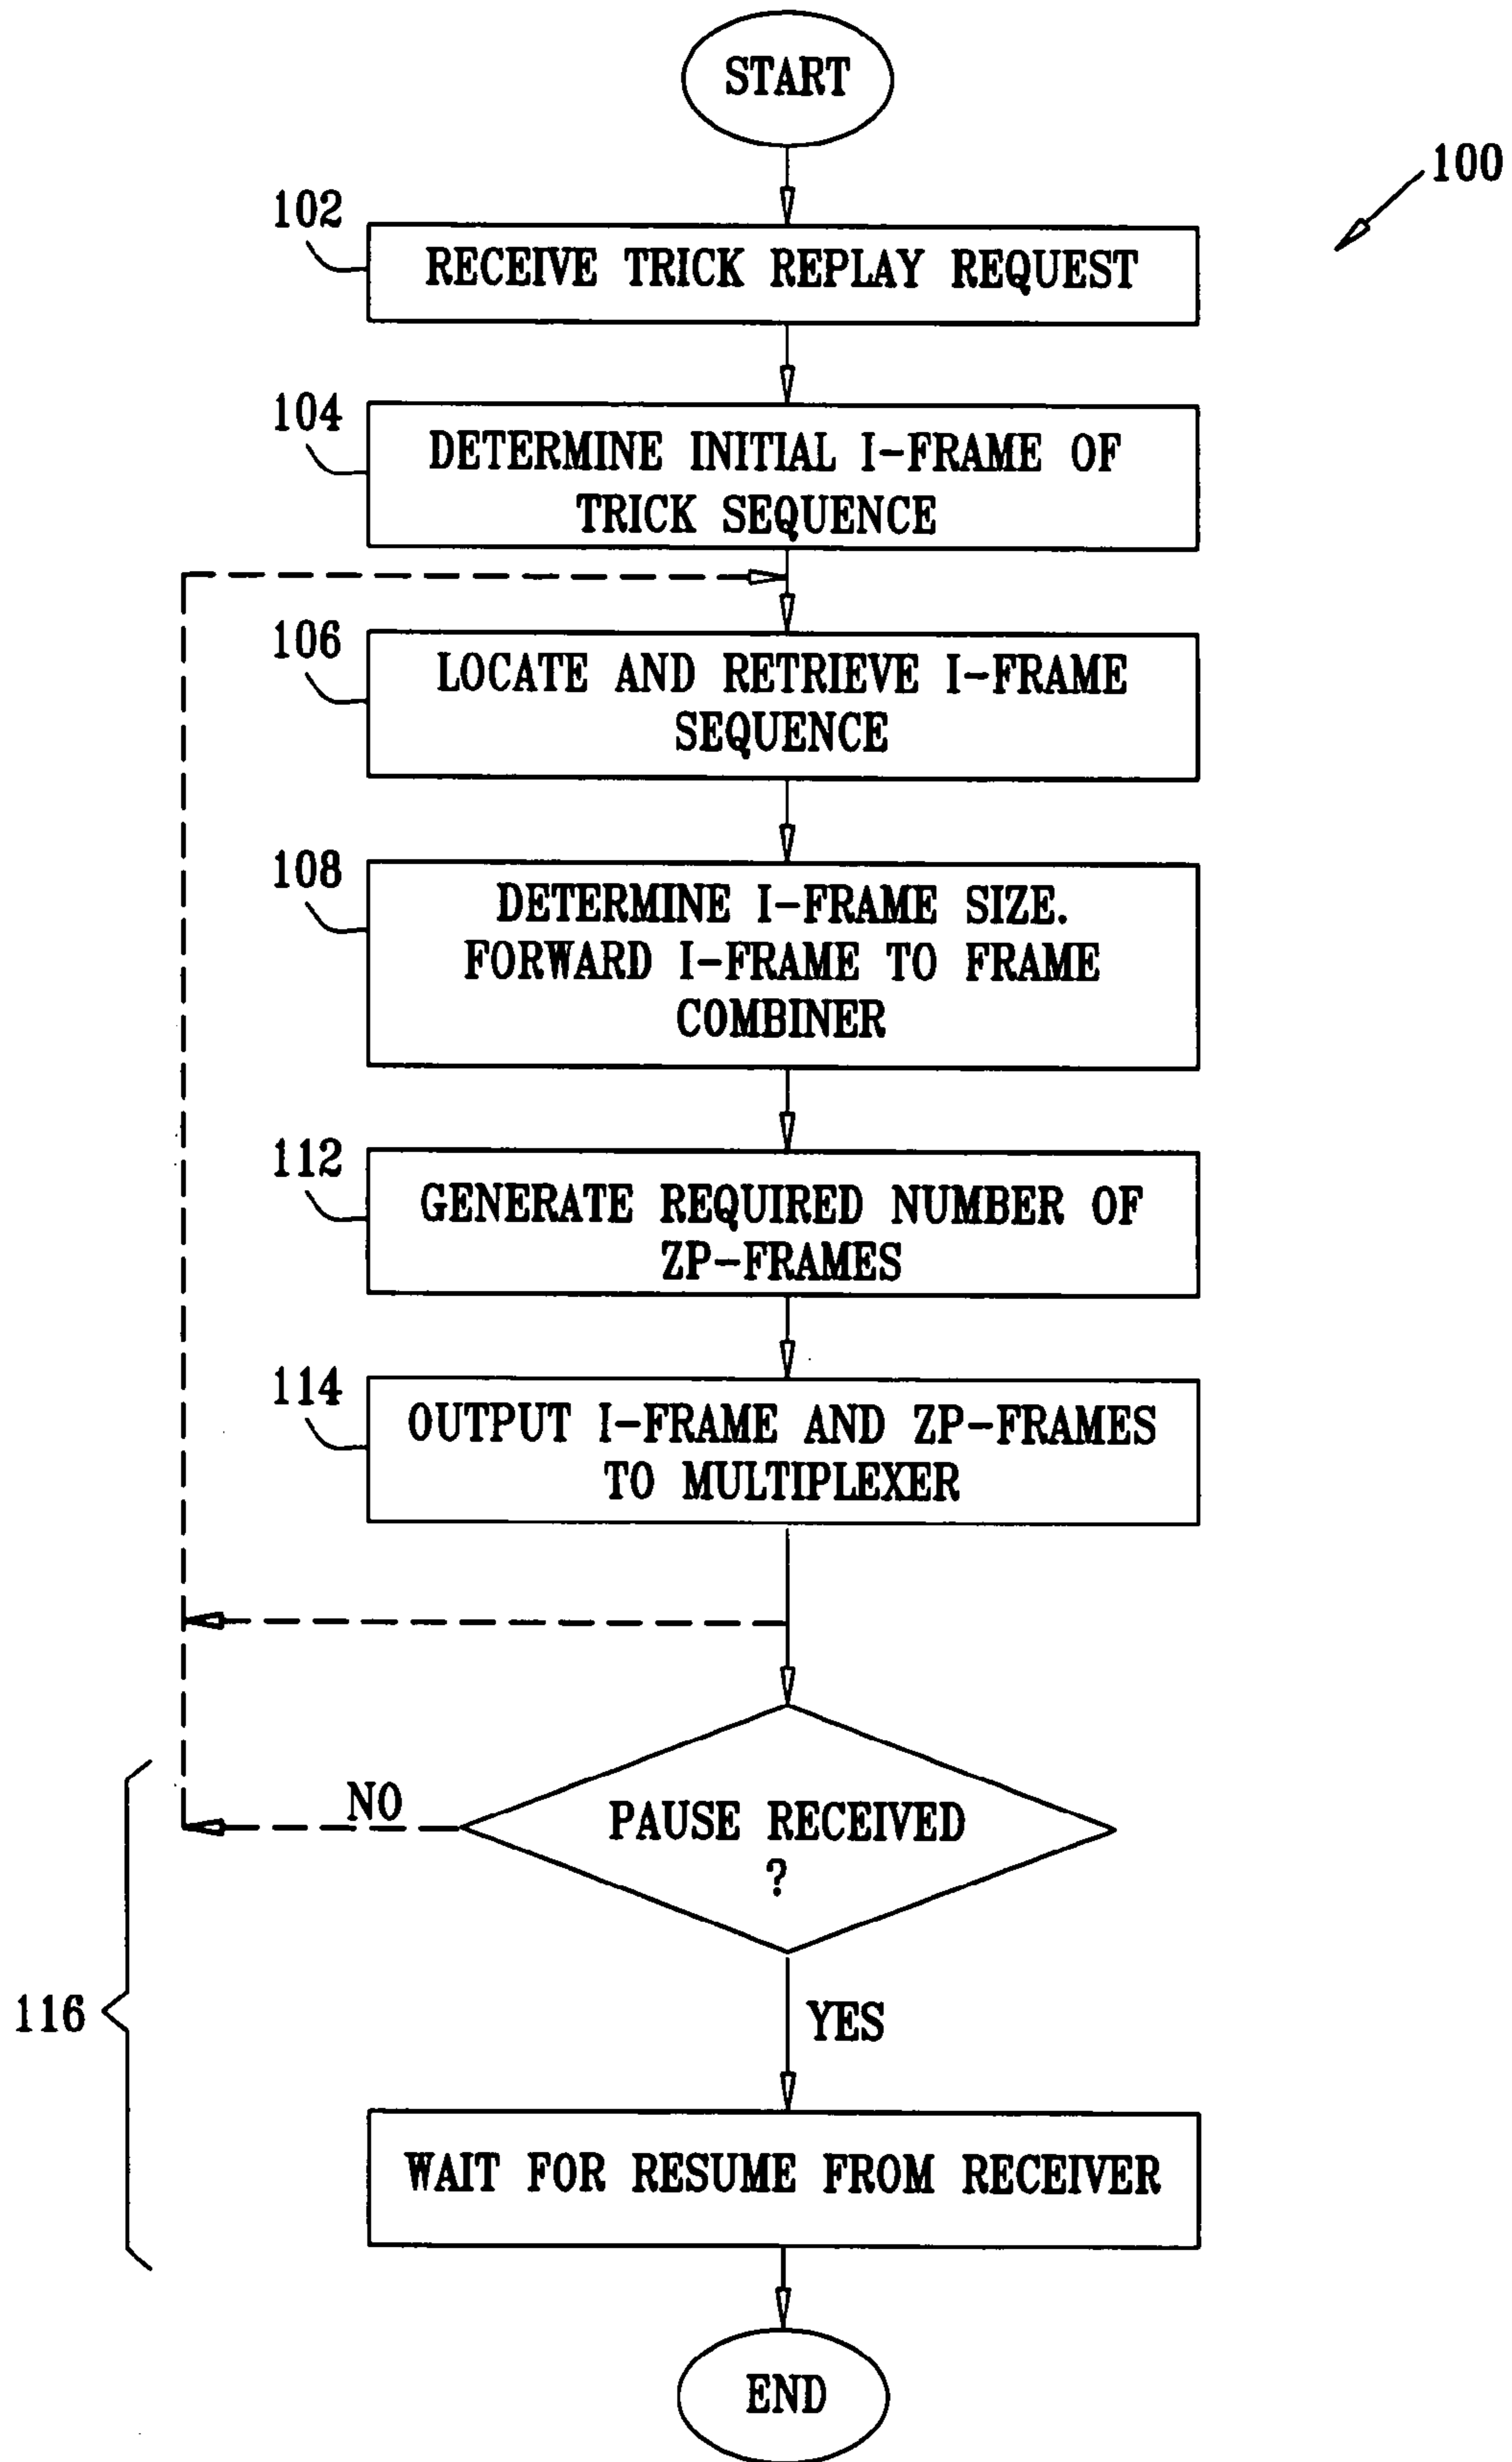 START
100
102
RECEIVE TRICK REPLAY REQUEST
104
DETERMINE INITIAL I-FRAME OF
TRICK SEQUENCE
106
LOCATE AND RETRIEVE I-FRAME
SEQUENCE
108
DETERMINE I-FRAME SIZE.
FORWARD I-FRAME TO FRAME
COMBINER
112
GENERATE REQUIRED NUMBER OF
ZP-FRAMES
114
OUTPUT I-FRAME AND ZP-FRAMES
TO MULTIPLEXER
NO
PAUSE RECEIVED
?
116
YES
WAIT FOR RESUME FROM RECEIVER
END